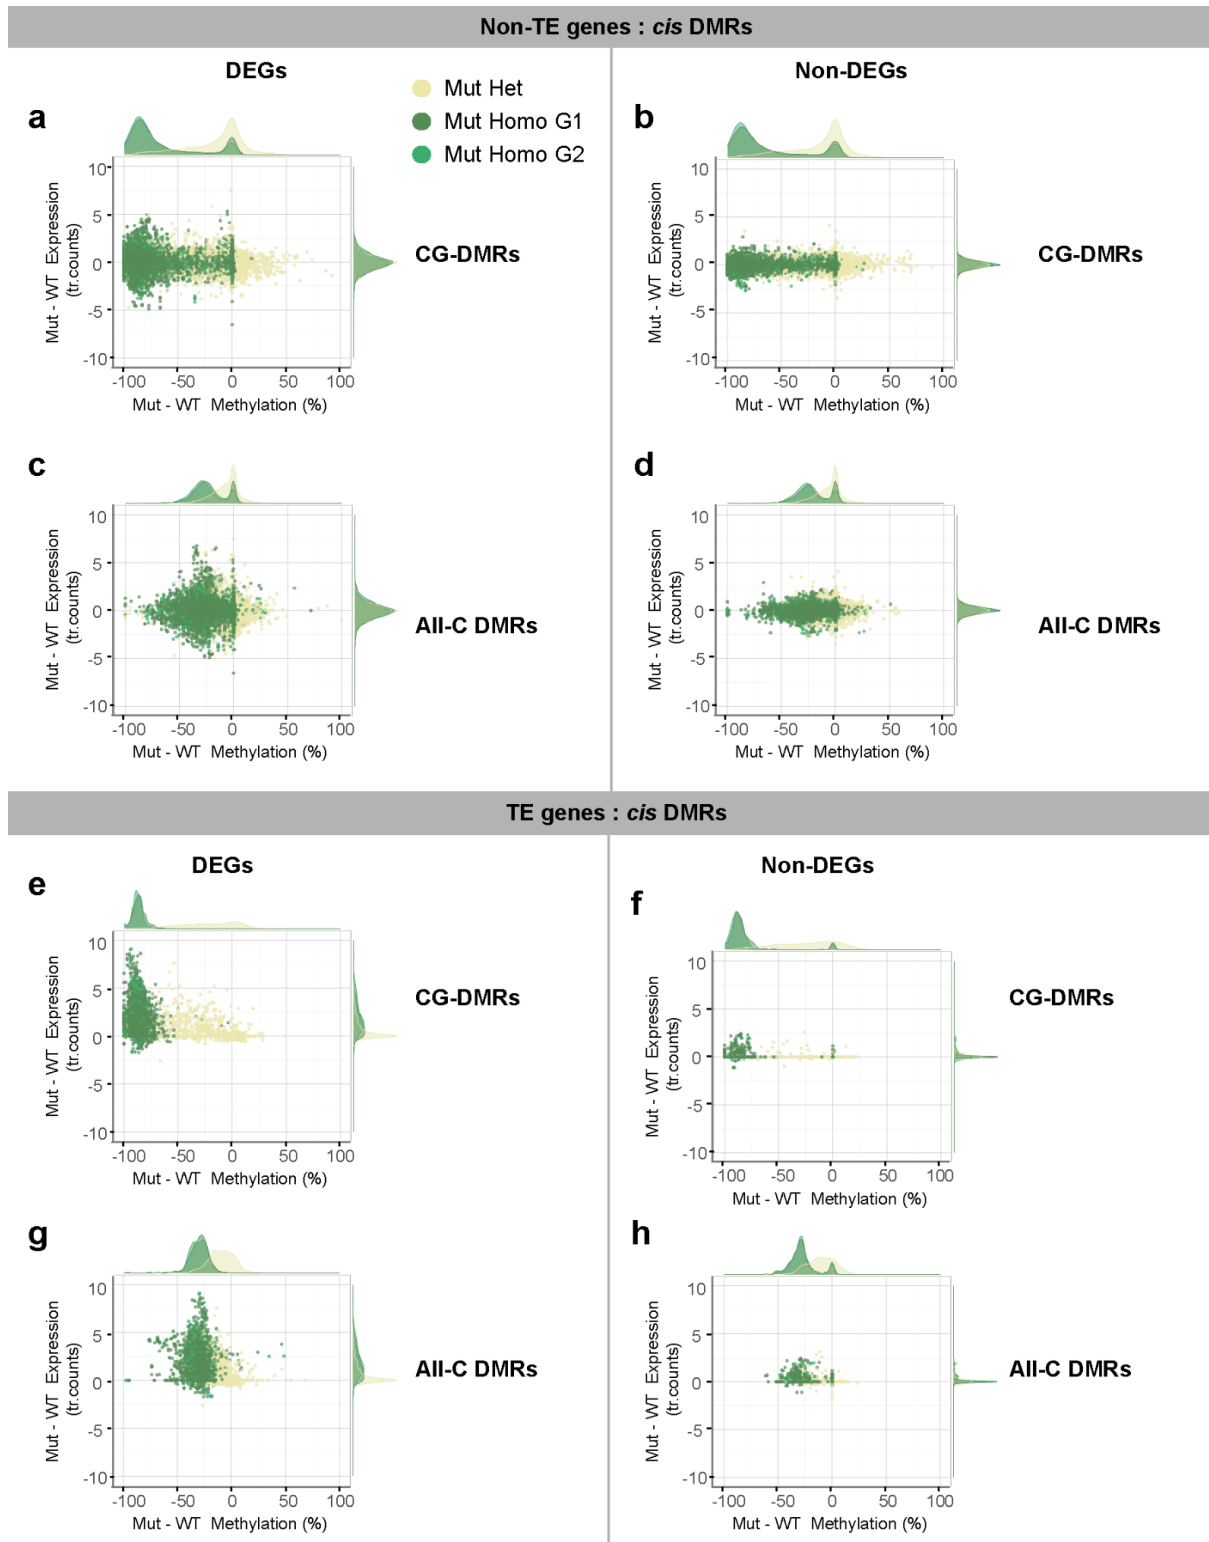 Non-TE genes : cis DMRs
DEGs
Non-DEGs
Mut Het
Mut Homo G1
Mut Homo G2
a
10
5
0
-5
-10
Mut - WT Expression
(tr.counts)
-100 -50 0 50 100
Mut - WT Methylation (%)
CG-DMRs
b
10
5
0
-5
-10
Mut - WT Expression
(tr.counts)
-100 -50 0 50 100
Mut - WT Methylation (%)
CG-DMRs
c
10
5
0
-5
-10
Mut - WT Expression
(tr.counts)
-100 -50 0 50 100
Mut - WT Methylation (%)
All-C DMRs
d
10
5
0
-5
-10
Mut - WT Expression
(tr.counts)
-100 -50 0 50 100
Mut - WT Methylation (%)
All-C DMRs
TE genes : cis DMRs
DEGs
Non-DEGs
e
10
5
0
-5
-10
Mut - WT Expression
(tr.counts)
-100 -50 0 50 100
Mut - WT Methylation (%)
CG-DMRs
f
10
5
0
-5
-10
Mut - WT Expression
(tr.counts)
-100 -50 0 50 100
Mut - WT Methylation (%)
CG-DMRs
g
10
5
0
-5
-10
Mut - WT Expression
(tr.counts)
-100 -50 0 50 100
Mut - WT Methylation (%)
All-C DMRs
h
10
5
0
-5
-10
Mut - WT Expression
(tr.counts)
-100 -50 0 50 100
Mut - WT Methylation (%)
All-C DMRs